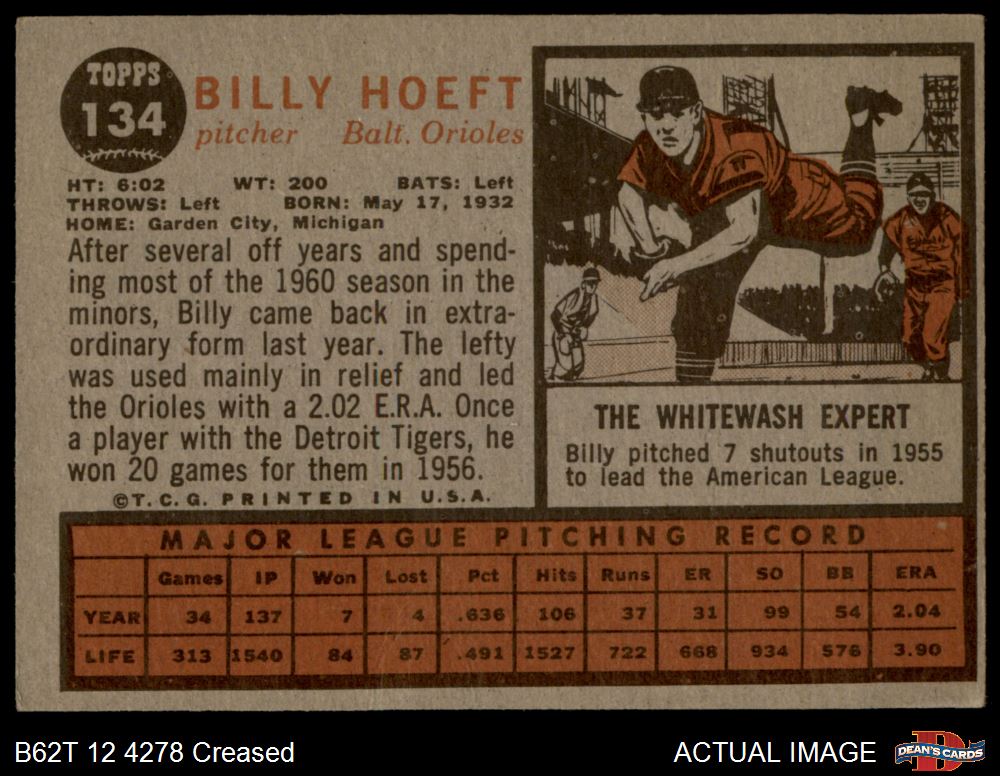 TOPPS
134
BILLY HOEFT
pitcher Balt. Orioles
HT: 6:02 WT: 200 BATS: Left
THROWS: Left BORN: May 17, 1932
HOME: Garden City, Michigan
After several off years and spend-
ing most of the 1960 season in the
minors, Billy came back in extra-
ordinary form last year. The lefty
was used mainly in relief and led
the Orioles with a 2.02 E.R.A. Once
a player with the Detroit Tigers, he
won 20 games for them in 1956.
©T.C.G. PRINTED IN U.S.A.
THE WHITEWASH EXPERT
Billy pitched 7 shutouts in 1955
to lead the American League.
MAJOR LEAGUE PITCHING RECORD
Games IP Won Lost Pct Hits Runs ER SO BB ERA
YEAR 34 137 7 4 .636 106 37 31 99 54 2.04
LIFE 313 1540 84 87 .491 1527 722 668 934 576 3.90
B62T 12 4278 Creased
ACTUAL IMAGE
D
DEAN'S CARDS